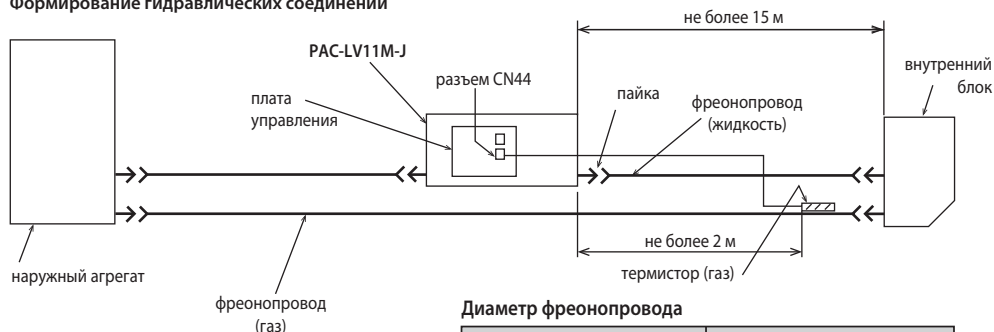 Формирование гидравлических соединений
не более 15 м
PAC-LV11M-J
разъем CN44
плата
управления
пайка
фреонопровод
(жидкость)
внутренний
блок
не более 2 м
термистор (газ)
наружный агрегат
фреонопровод
(газ)
Диаметр фреонопровода